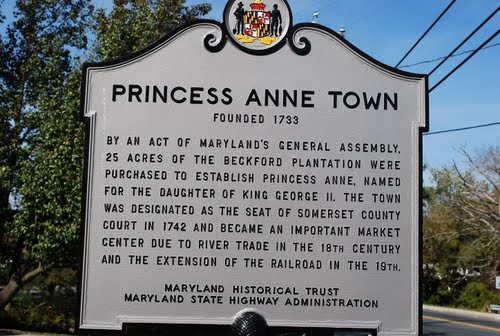 PRINCESS ANNE TOWN
FOUNDED 1733
BY AN ACT OF MARYLAND'S GENERAL ASSEMBLY,
25 ACRES OF THE BECKFORD PLANTATION WERE
PURCHASED TO ESTABLISH PRINCESS ANNE, NAMED
FOR THE DAUGHTER OF KING GEORGE II. THE TOWN
WAS DESIGNATED AS THE SEAT OF SOMERSET COUNTY
COURT IN 1742 AND BECAME AN IMPORTANT MARKET
CENTER DUE TO RIVER TRADE IN THE 18TH CENTURY
AND THE EXTENSION OF THE RAILROAD IN THE 19TH.
MARYLAND HISTORICAL TRUST
MARYLAND STATE HIGHWAY ADMINISTRATION